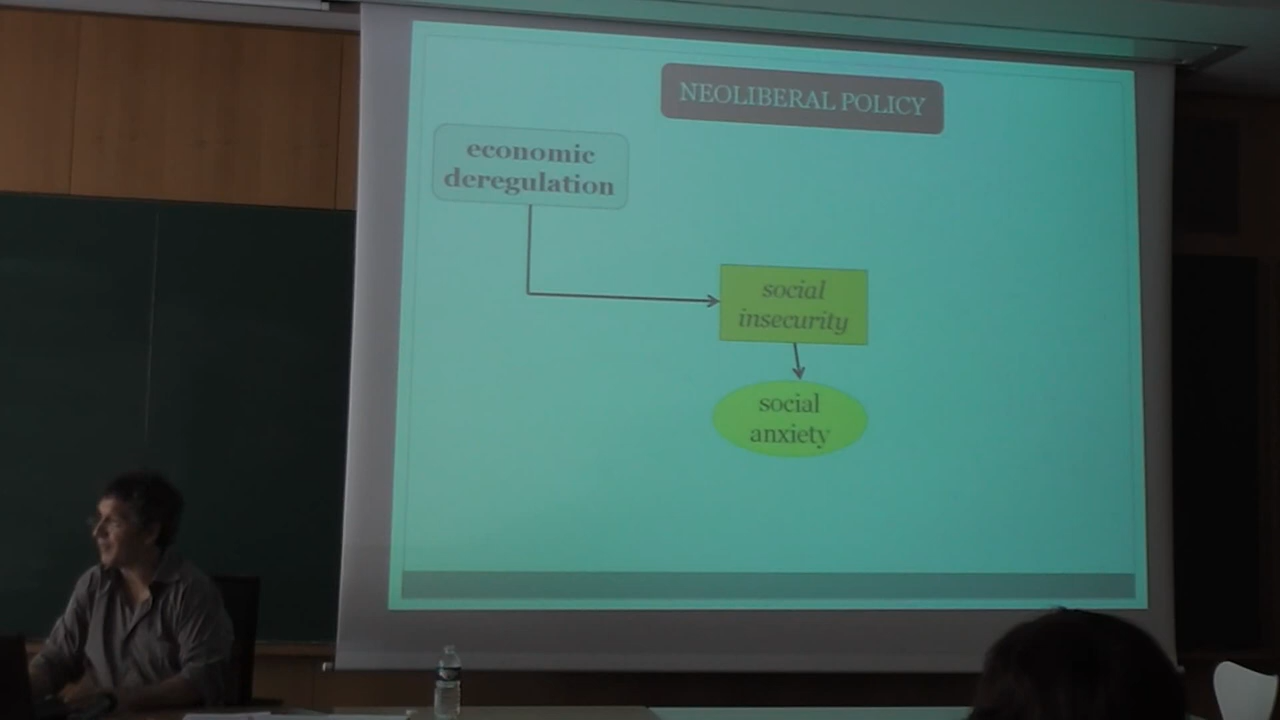 NEOLIBERAL POLICY
economic
deregulation
social
insecurity
social
anxiety